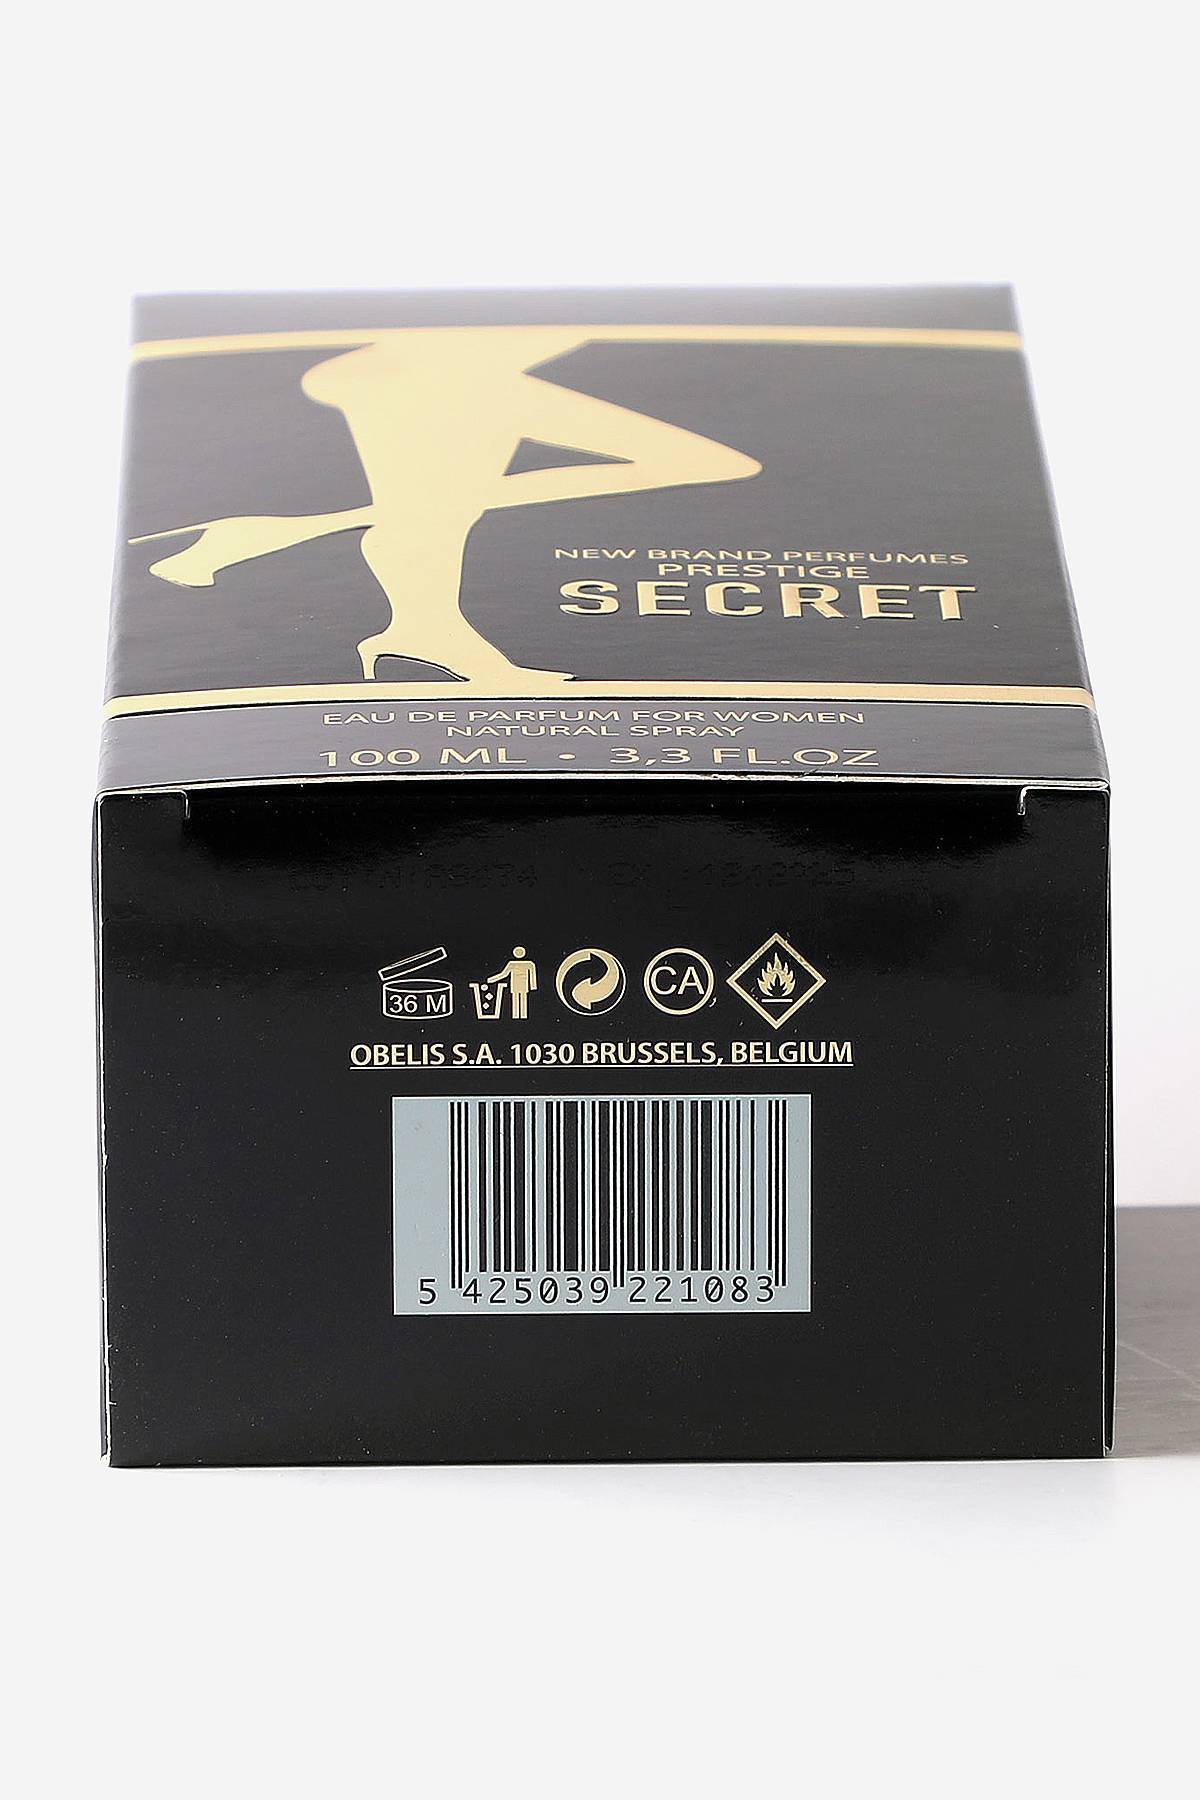 NEW BRAND PERFUMES
PRESTIGE
SECRET
EAU DE PARFUM FOR WOMEN
NATURAL SPRAY
100 ML • 3,3 FL.OZ
36 M
CA
OBELIS S.A. 1030 BRUSSELS, BELGIUM
5 425039 221083